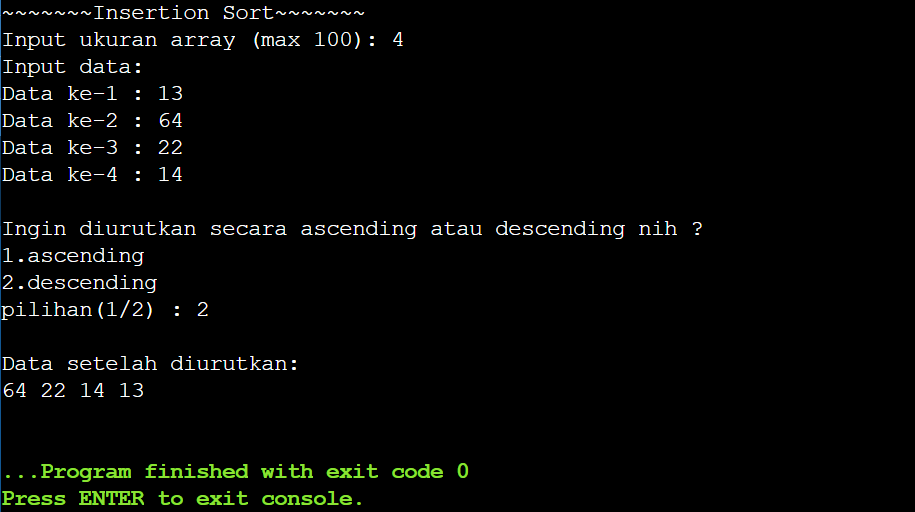 ~~~~~~~Insertion Sort~~~~~~~
Input ukuran array (max 100): 4
Input data:
Data ke-1 : 13
Data ke-2 : 64
Data ke-3 : 22
Data ke-4 : 14
Ingin diurutkan secara ascending atau descending nih ?
1.ascending
2.descending
pilihan(1/2) : 2
Data setelah diurutkan:
64 22 14 13
...Program finished with exit code 0
Press ENTER to exit console.